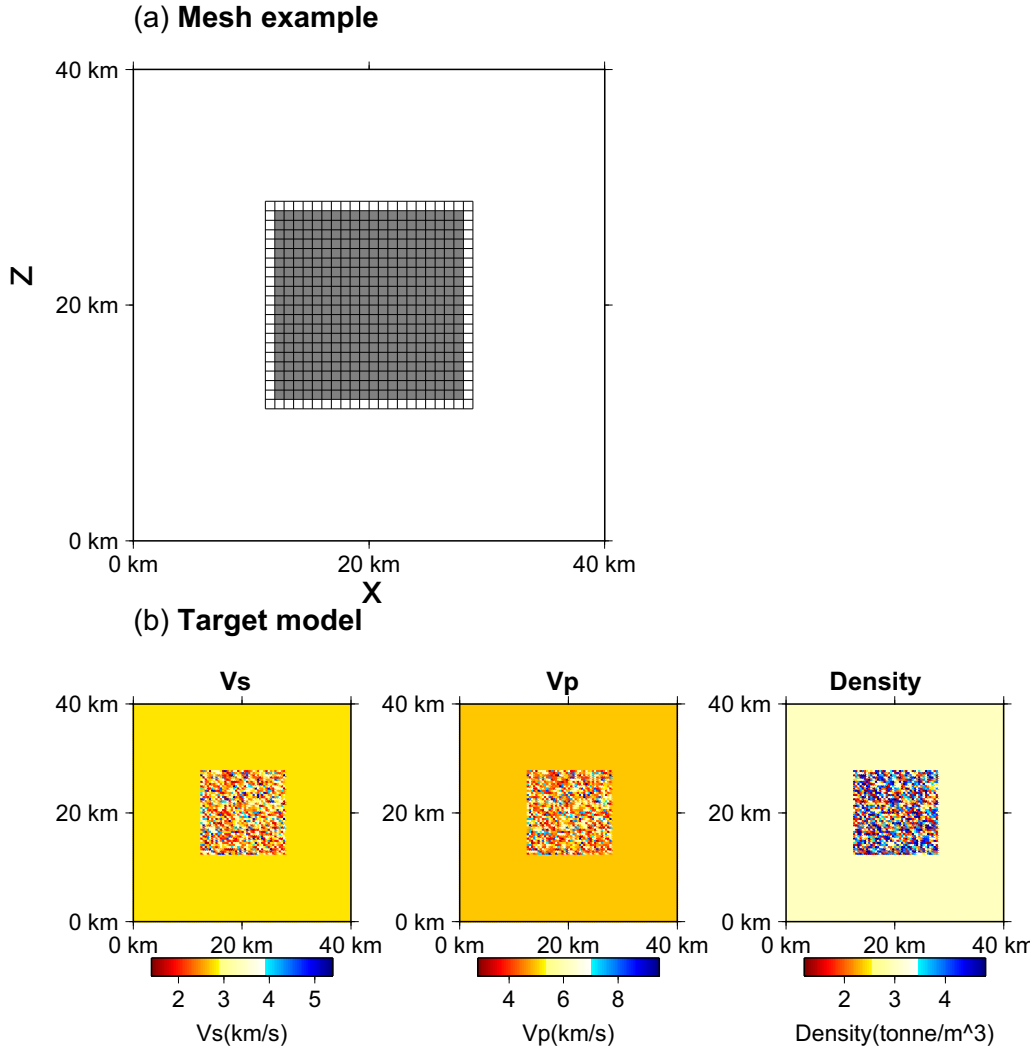 (a) Mesh example
40 km
Z
20 km
0 km
0 km 20 km 40 km
X
(b) Target model
Vs Vp Density
40 km 40 km 40 km
20 km 20 km 20 km
0 km 0 km 0 km
0 km 20 km 40 km 0 km 20 km 40 km 0 km 20 km 40 km
2 3 4 5 4 6 8 2 3 4
Vs(km/s) Vp(km/s) Density(tonne/m^3)